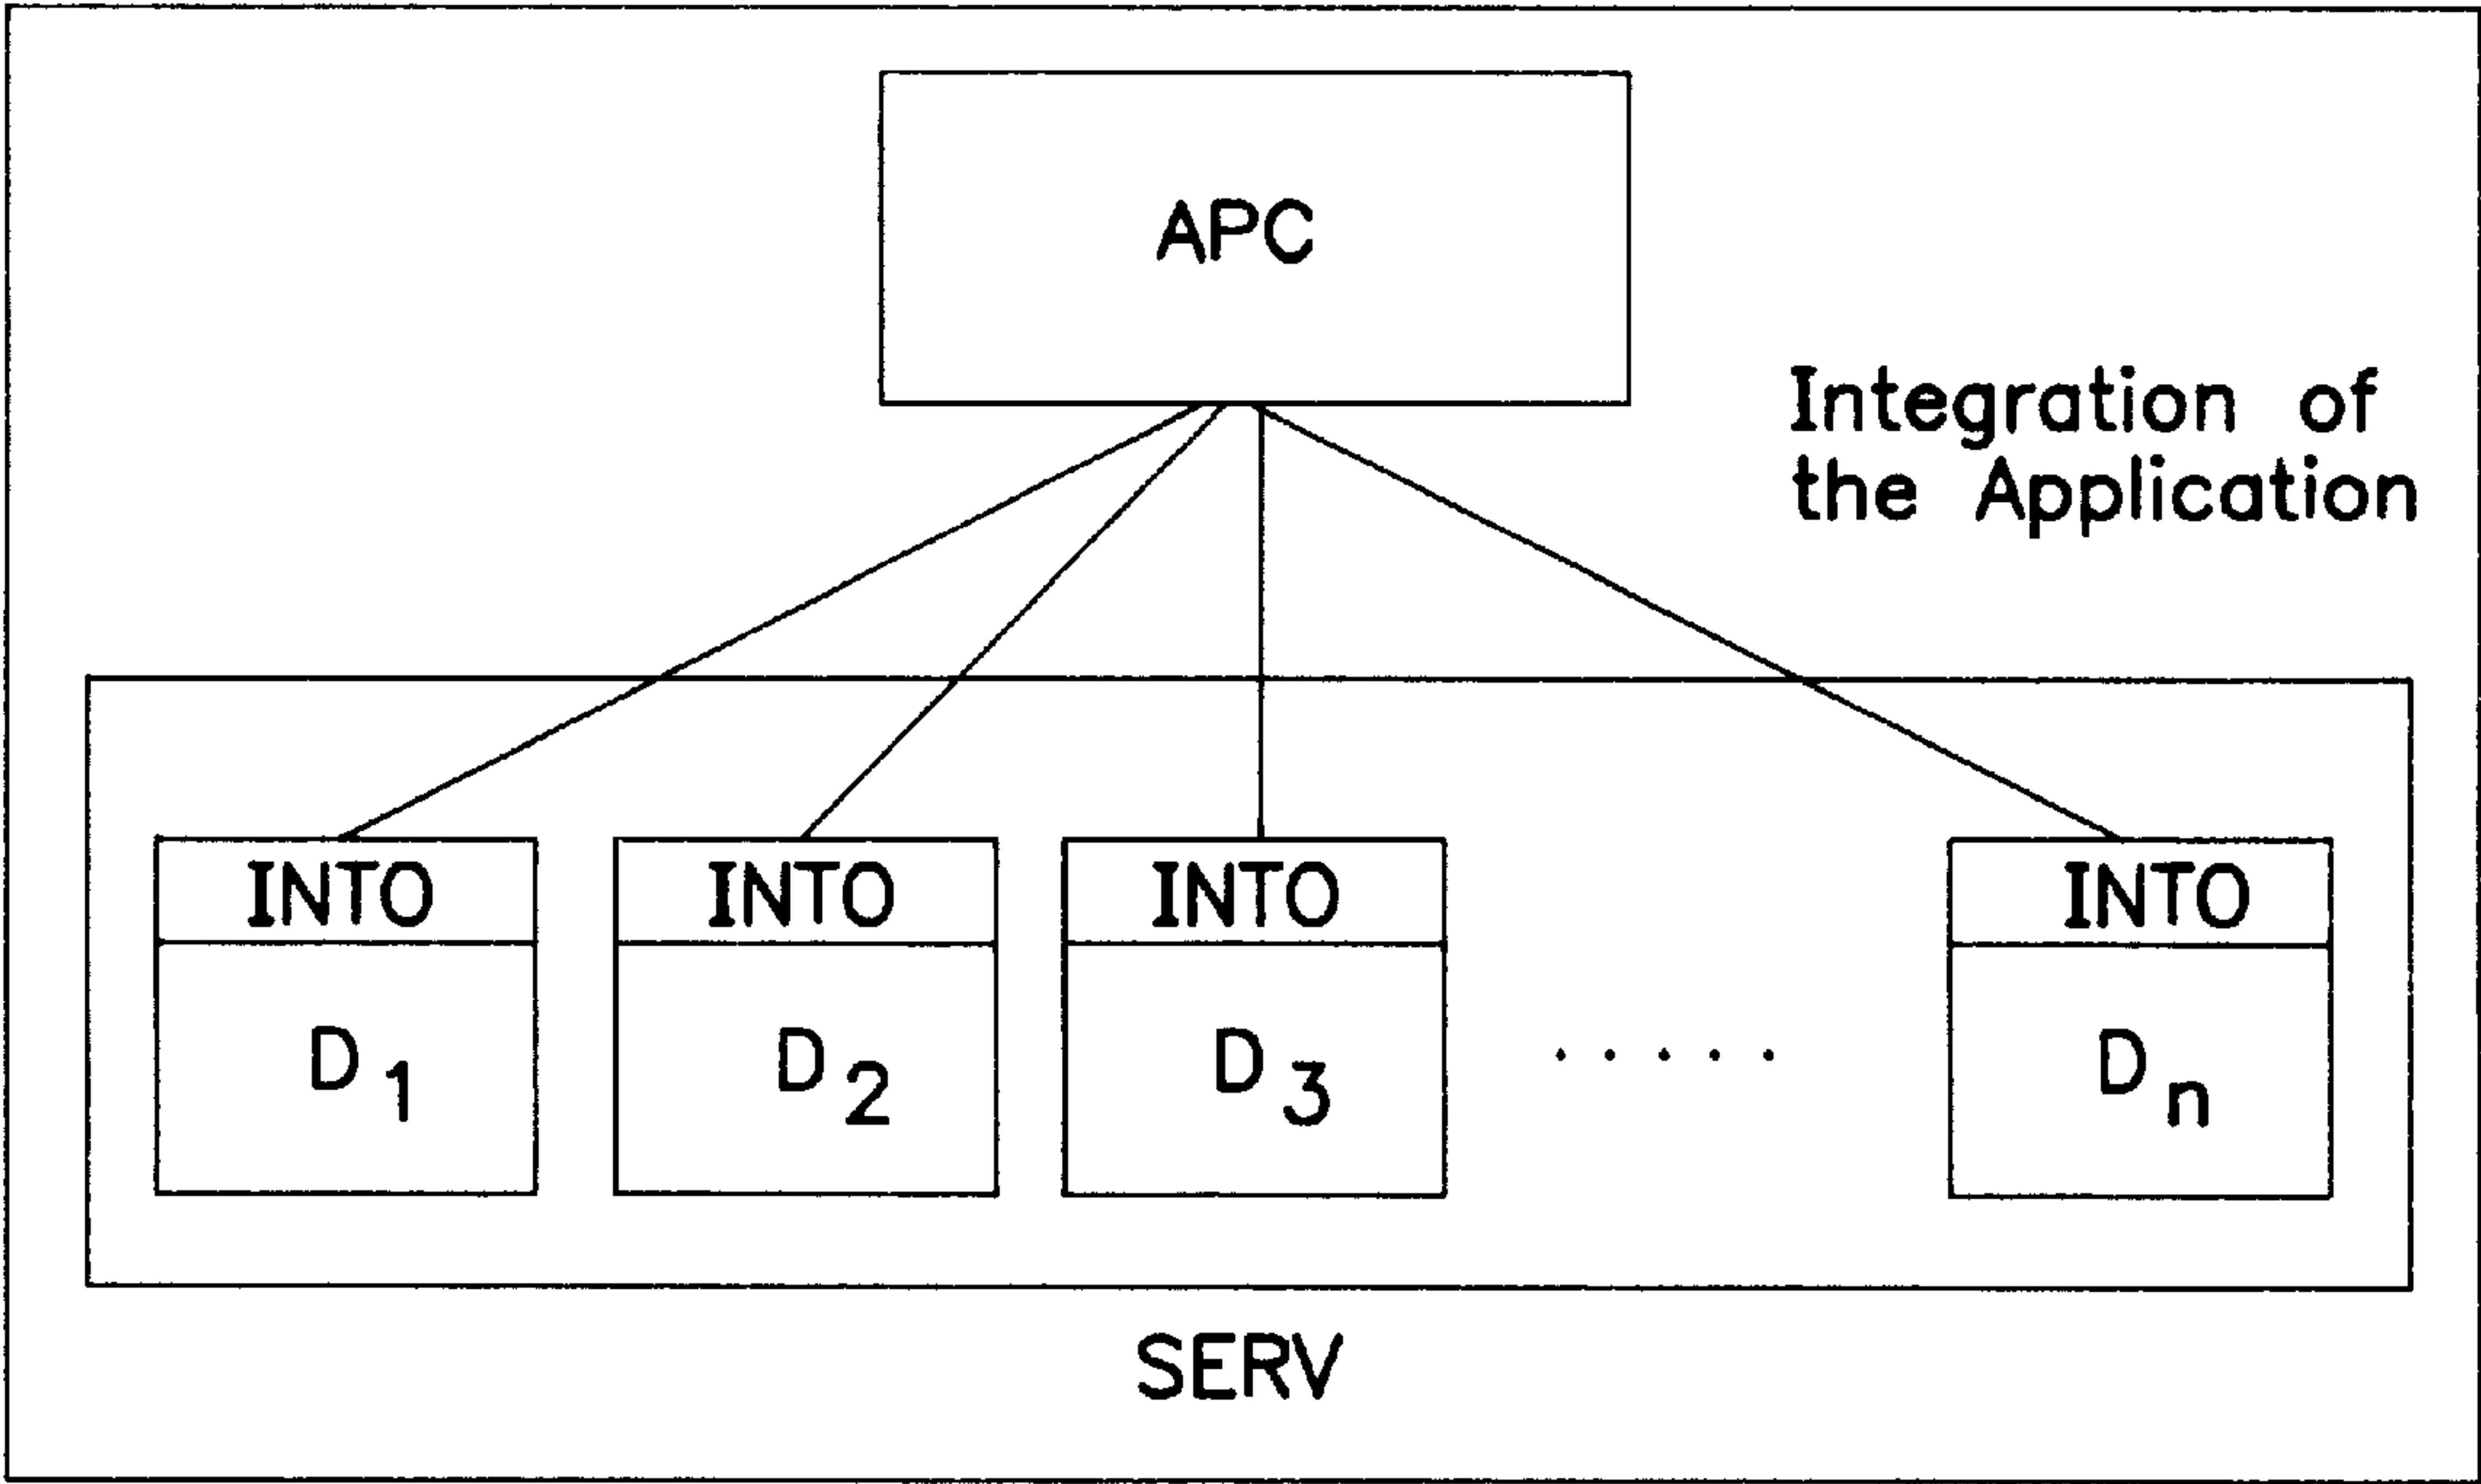 APC
Integration of
the Application
INTO INTO INTO INTO
D1 D2 D3 ..... Dn
SERV